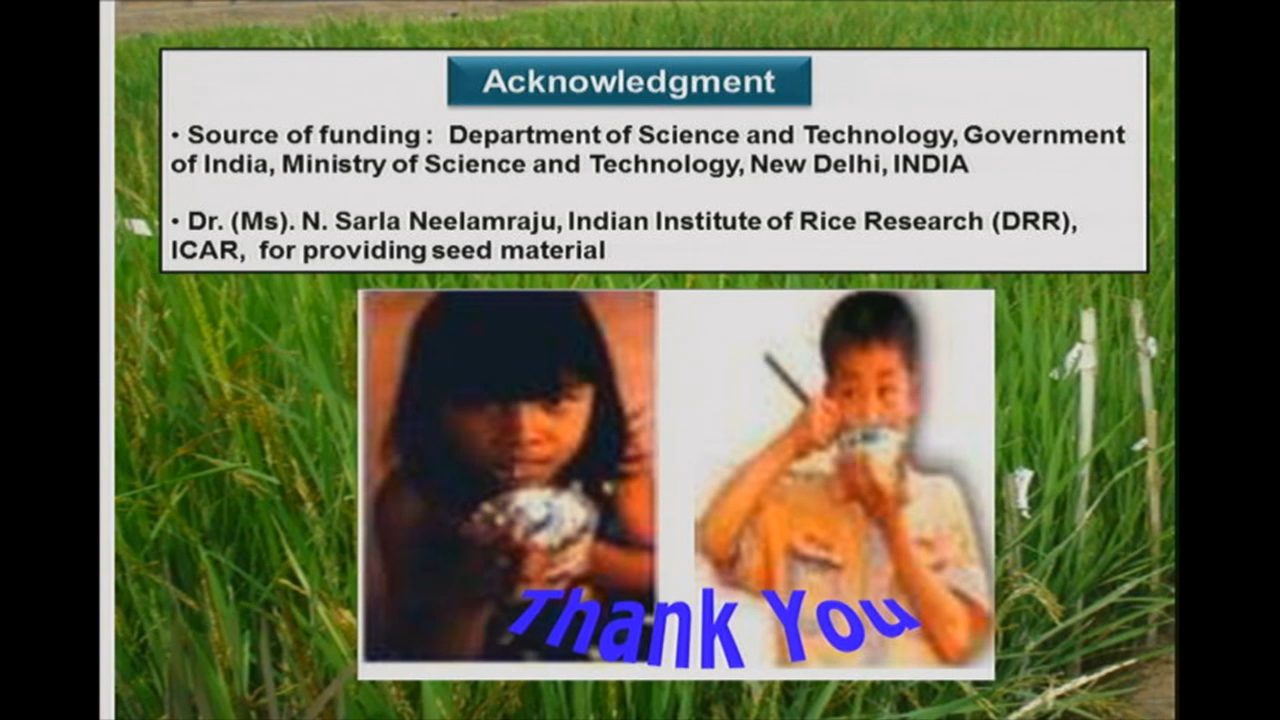 Acknowledgment
• Source of funding : Department of Science and Technology, Government
of India, Ministry of Science and Technology, New Delhi, INDIA
• Dr. (Ms). N. Sarla Neelamraju, Indian Institute of Rice Research (DRR),
ICAR, for providing seed material
Thank You